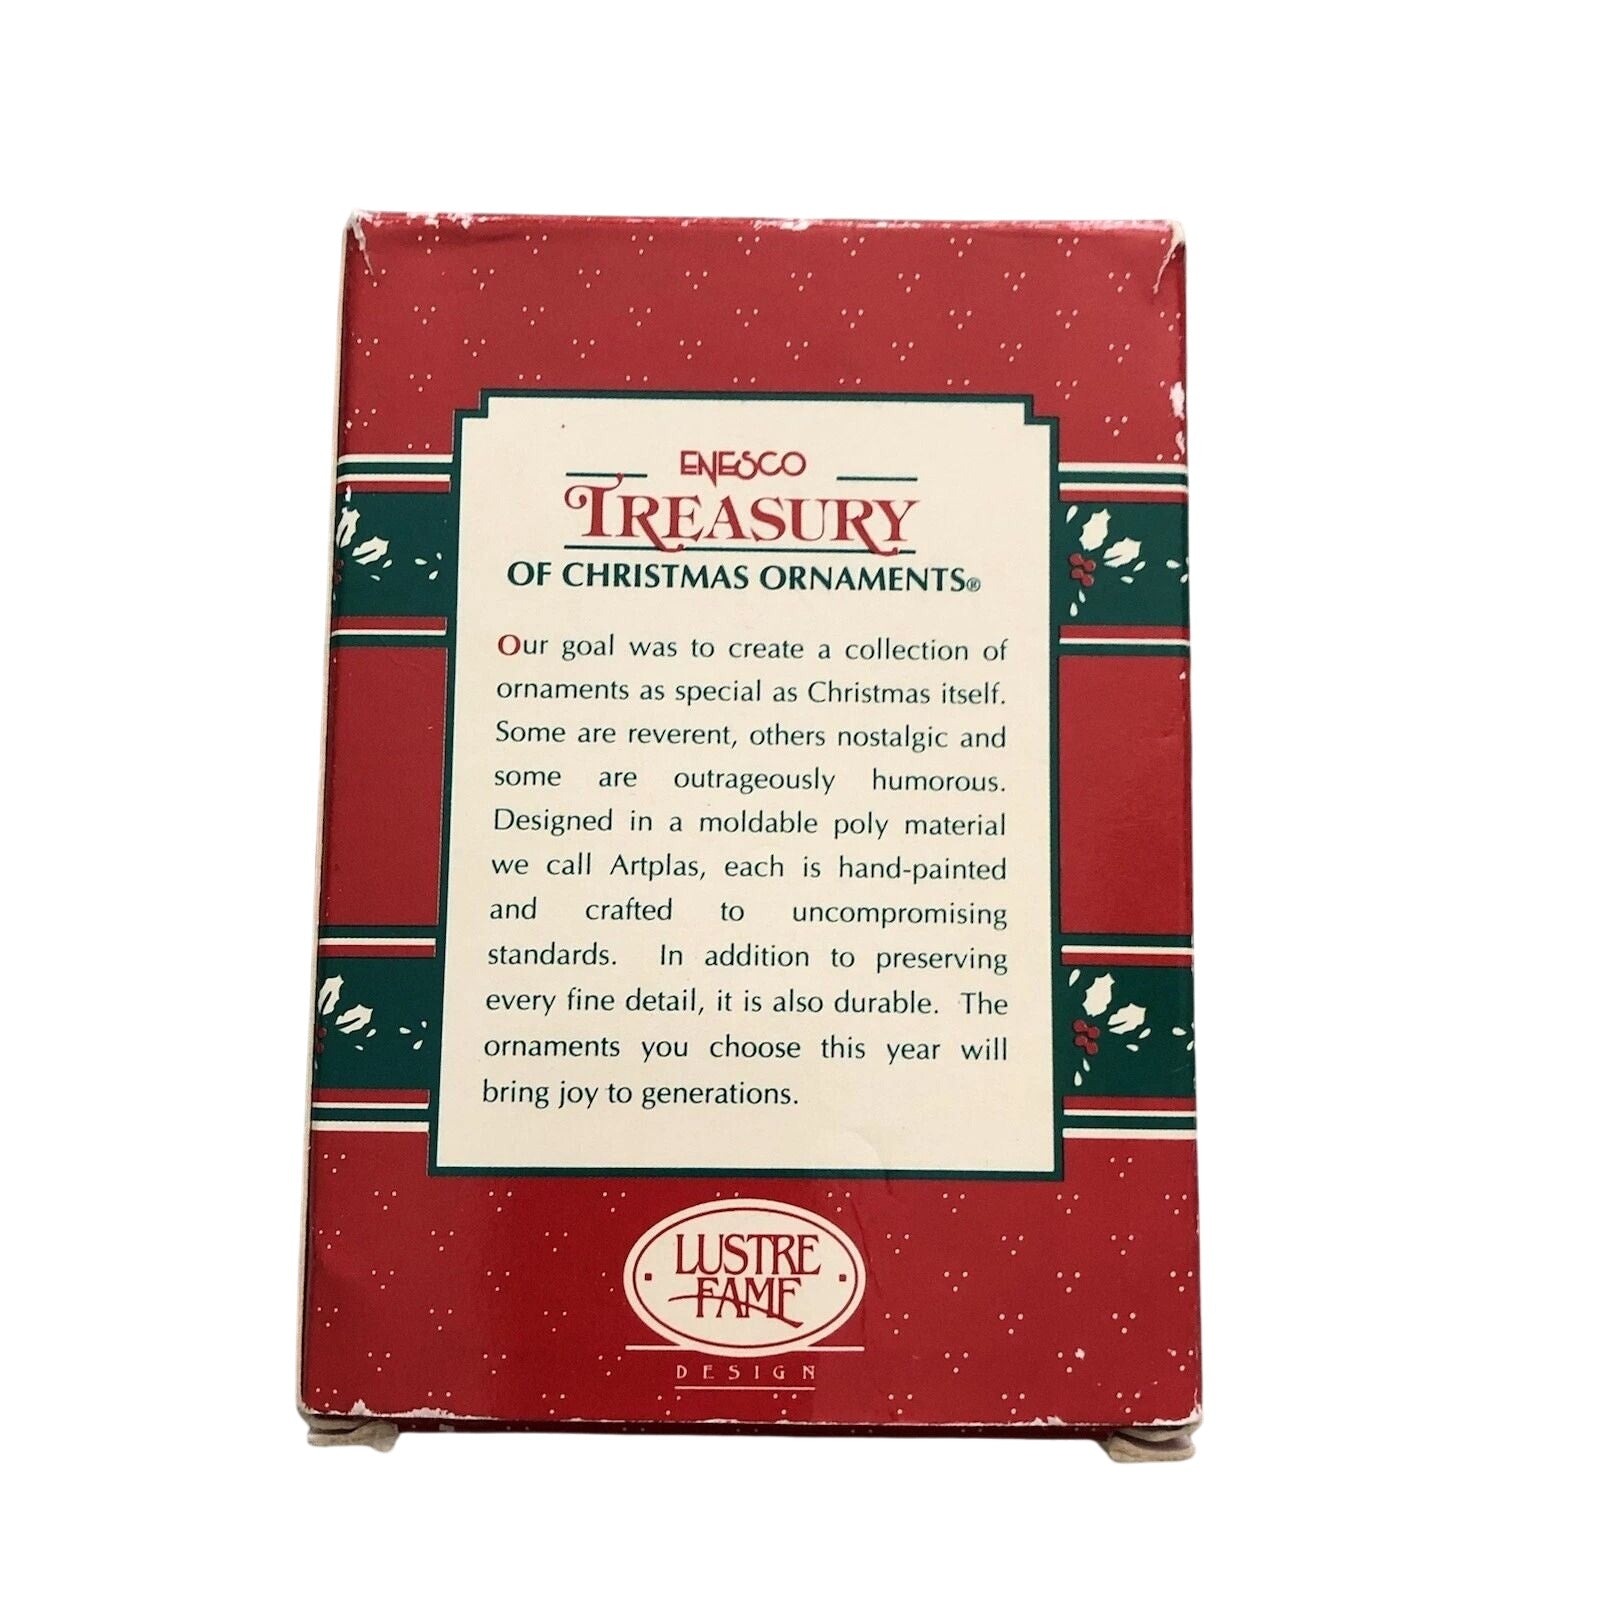 ENESCO
TREASURY
OF CHRISTMAS ORNAMENTS®
Our goal was to create a collection of
ornaments as special as Christmas itself.
Some are reverent, others nostalgic and
some are outrageously humorous.
Designed in a moldable poly material
we call Artplas, each is hand-painted
and crafted to uncompromising
standards. In addition to preserving
every fine detail, it is also durable. The
ornaments you choose this year will
bring joy to generations.
LUSTRE
FAME
DESIGN